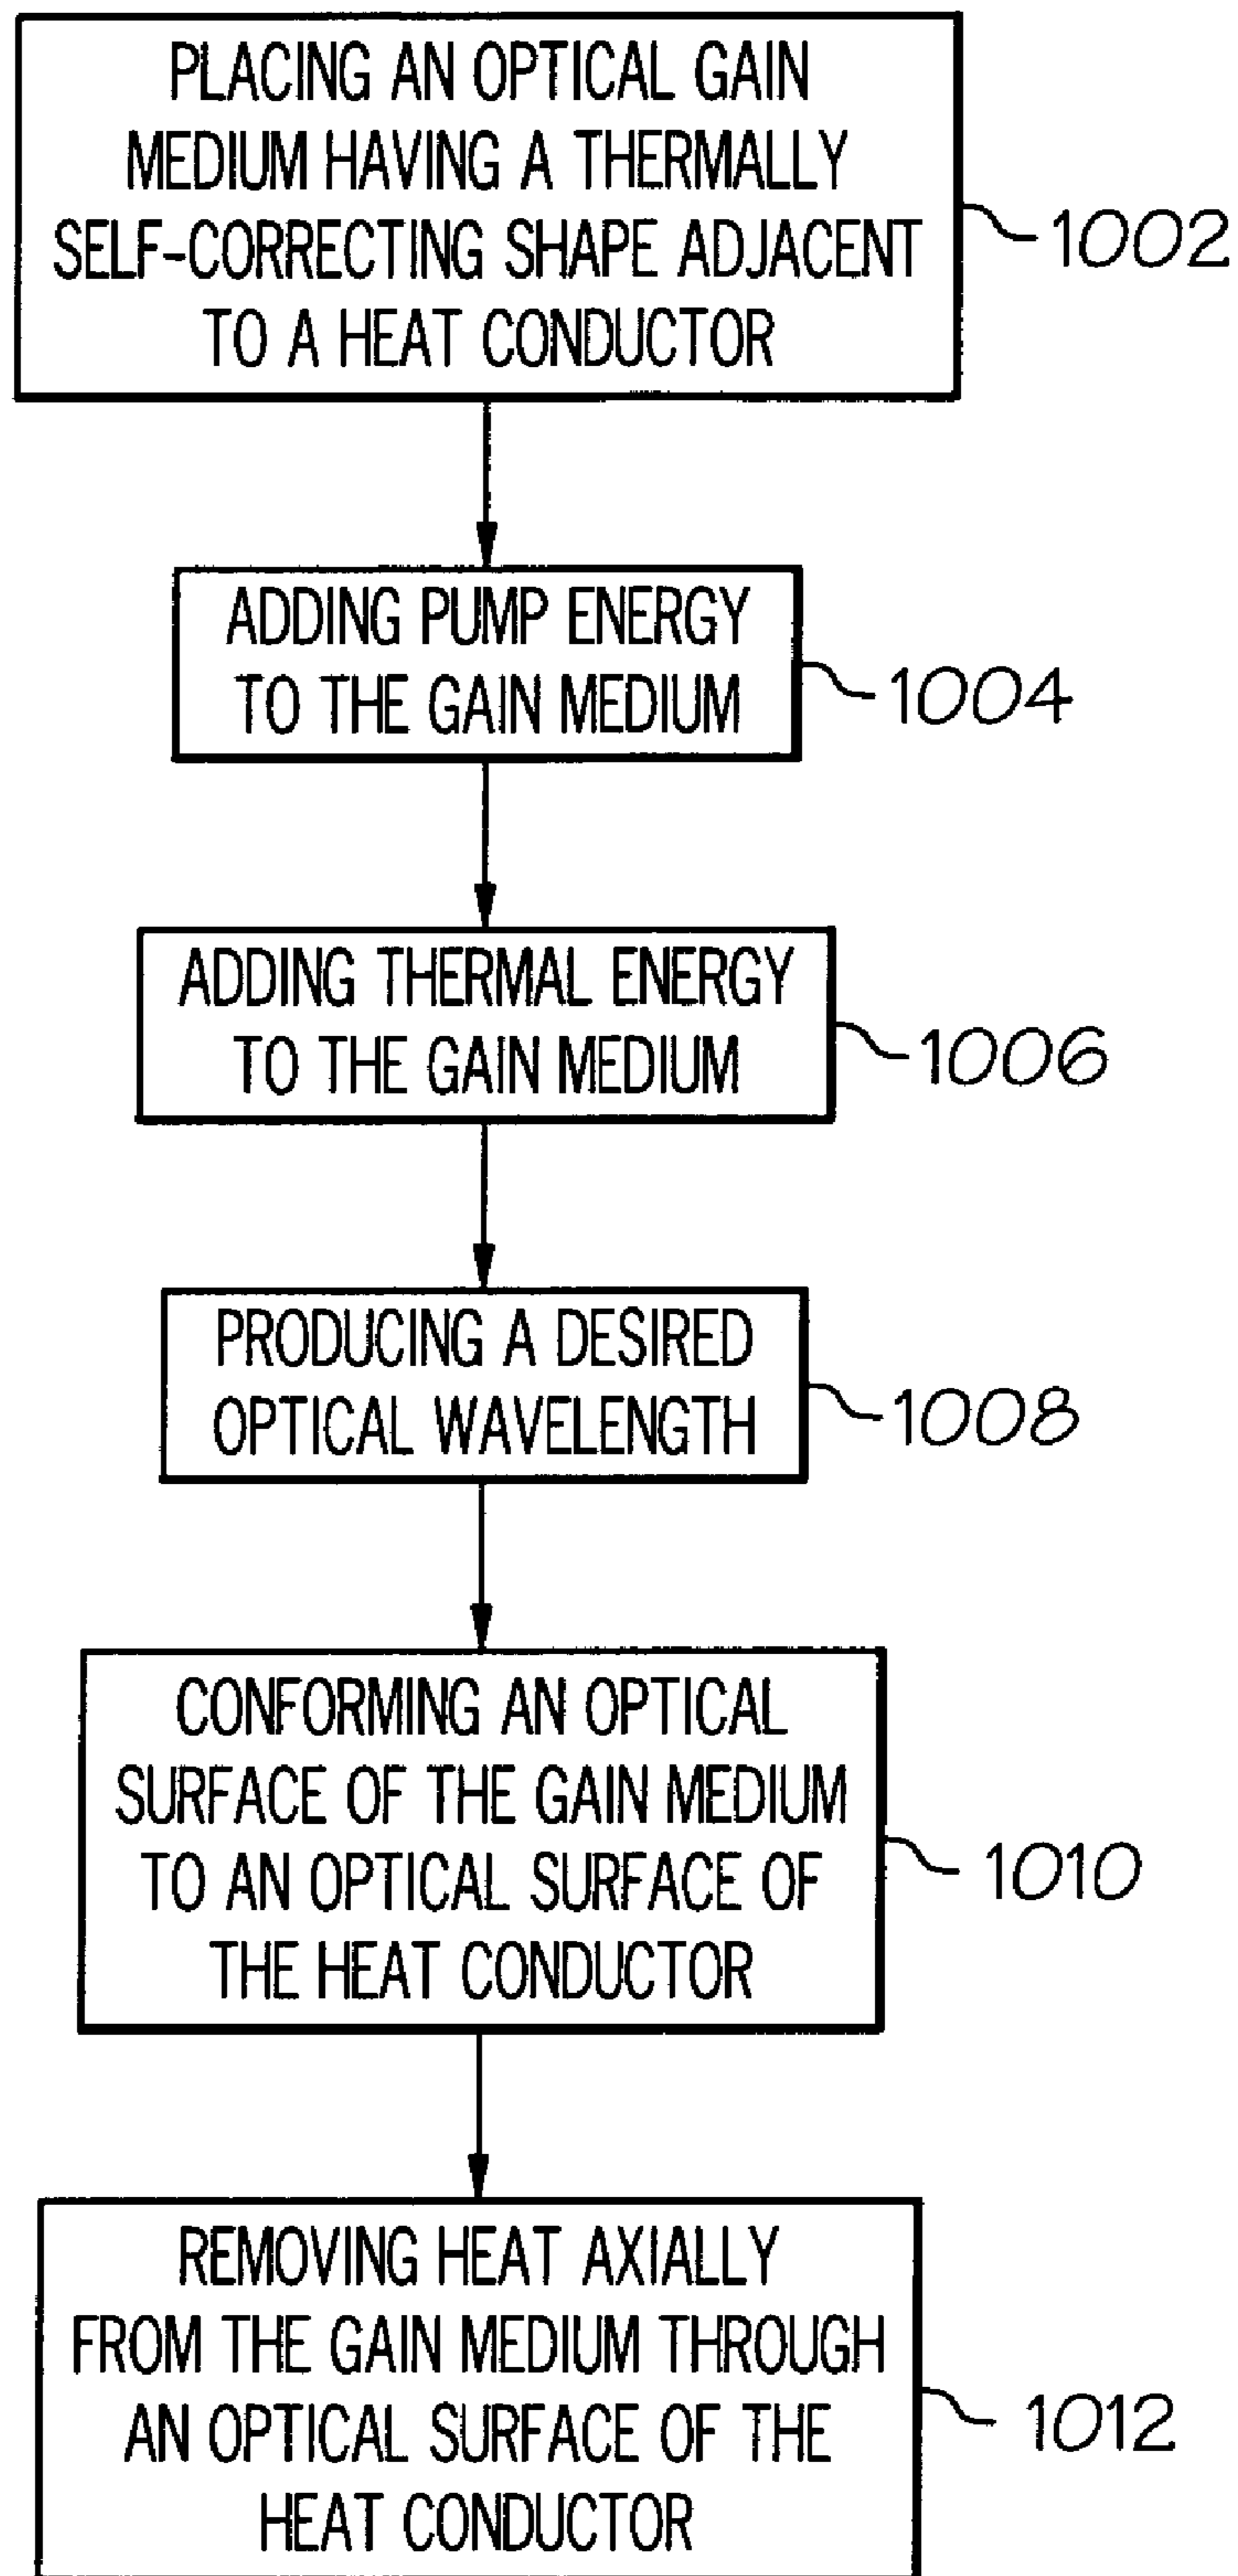 PLACING AN OPTICAL GAIN
MEDIUM HAVING A THERMALLY
SELF-CORRECTING SHAPE ADJACENT
TO A HEAT CONDUCTOR
1002
ADDING PUMP ENERGY
TO THE GAIN MEDIUM
1004
ADDING THERMAL ENERGY
TO THE GAIN MEDIUM
1006
PRODUCING A DESIRED
OPTICAL WAVELENGTH
1008
CONFORMING AN OPTICAL
SURFACE OF THE GAIN MEDIUM
TO AN OPTICAL SURFACE OF
THE HEAT CONDUCTOR
1010
REMOVING HEAT AXIALLY
FROM THE GAIN MEDIUM THROUGH
AN OPTICAL SURFACE OF THE
HEAT CONDUCTOR
1012